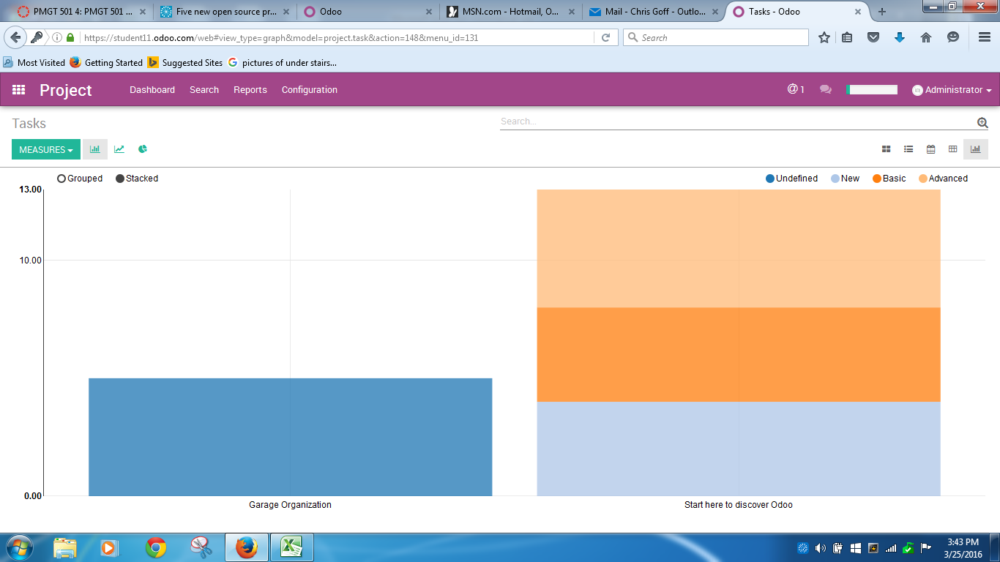 PMGT 501 4: PMGT 501 ...
Five new open source pr...
Odoo
MSN.com - Hotmail, O...
Mail - Chris Goff - outlo...
Tasks - Odoo
https://student11.odoo.com/web#view_type=graph&model=project.task&action=148&menu_id=131
Search
Most Visited
Getting Started
Suggested Sites
pictures of under stairs...
Project
Dashboard
Search
Reports
Configuration
@ 1
Administrator
Tasks
Search...
MEASURES
Grouped
Stacked
Undefined
New
Basic
Advanced
13.00
10.00
0.00
Garage Organization
Start here to discover Odoo
3:43 PM
3/25/2016